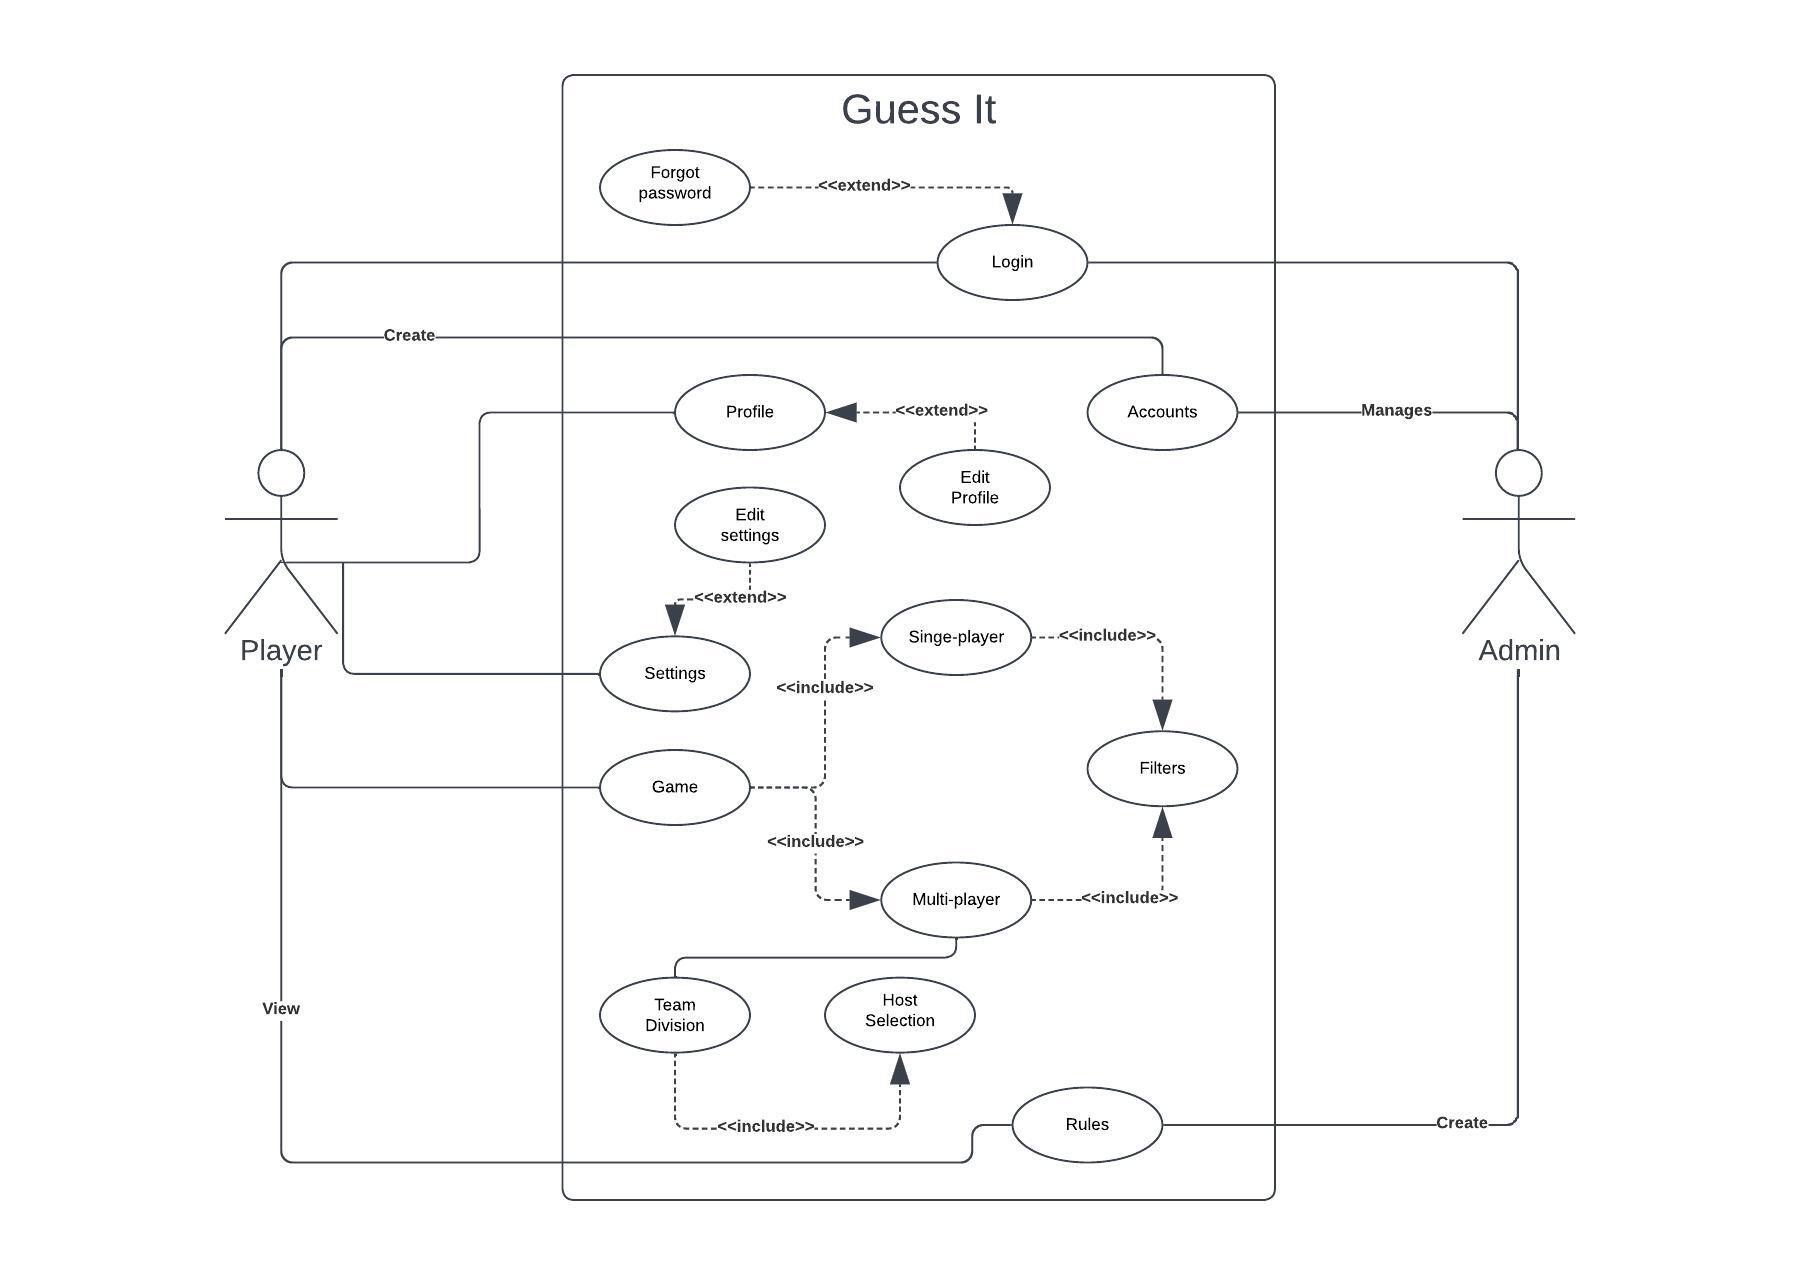 Guess It
Forgot
password
<<extend>>
Login
Create
Profile
<<extend>>
Accounts
Manages
Edit
Profile
Edit
settings
<<extend>>
Singe-player
<<include>>
Player
Admin
Settings
<<include>>
Filters
Game
<<include>>
Multi-player
<<include>>
View
Team
Division
Host
Selection
<<include>>
Rules
Create